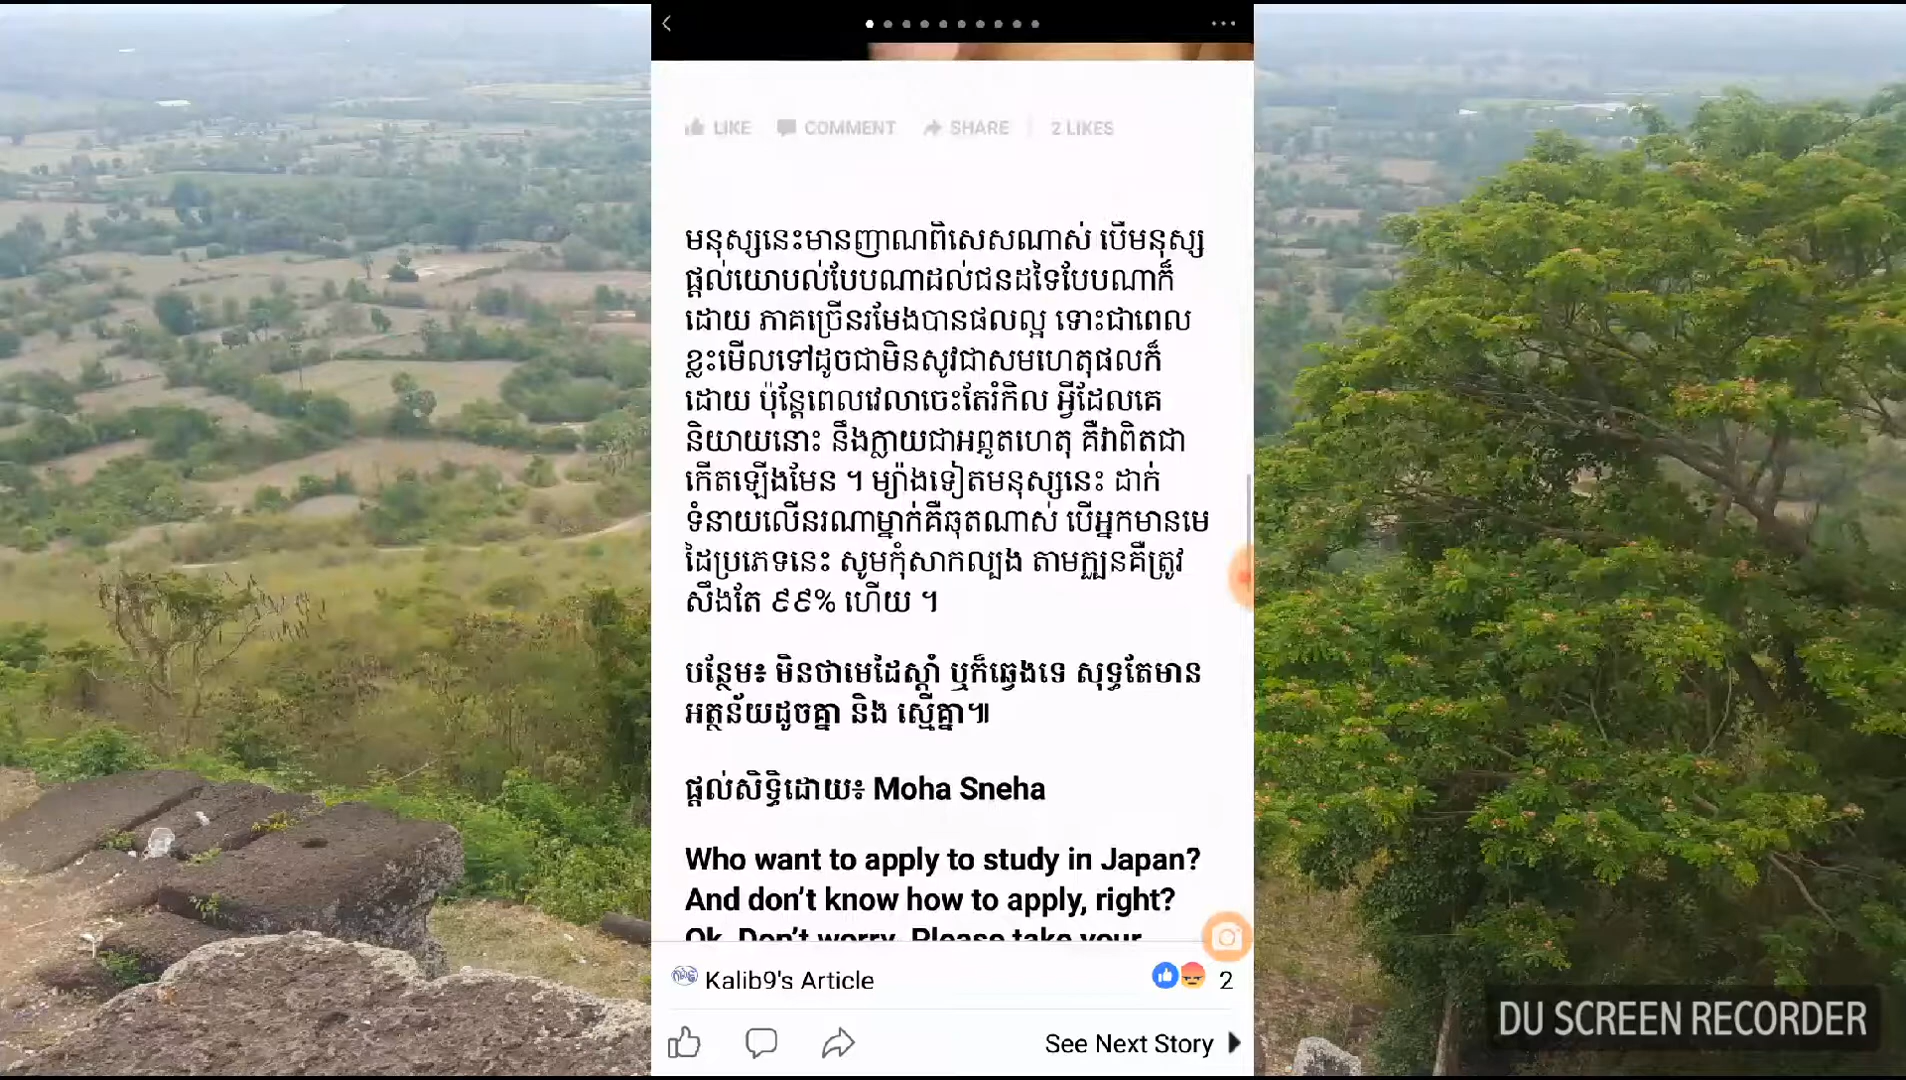 LIKE COMMENT SHARE 2 LIKES
មនុស្សនេះមានញាណពិសេសណាស់ បើមនុស្ស
ផ្តល់យោបល់បែបណាដល់ជនដទៃបែបណាក៏
ដោយ ភាគច្រើនរមែងបានផលល្អ ទោះជាពេល
ខ្លះមើលទៅដូចជាមិនសូវជាសមហេតុផលក៏
ដោយ ប៉ុន្តែពេលវេលាចេះតែរំកិល អ្វីដែលគេ
និយាយនោះ នឹងក្លាយជាអព្ភូតហេតុ គឺវាពិតជា
កើតឡើងមែន ។ ម្យ៉ាងទៀតមនុស្សនេះ ដាក់
ទំនាយលើនរណាម្នាក់គឺឆុតណាស់ បើអ្នកមានមេ
ដៃប្រភេទនេះ សូមកុំសាកល្បង តាមក្បួនគឺត្រូវ
សឹងតែ ៩៩% ហើយ ។
បន្ថែម៖ មិនថាមេដៃស្តាំ ឬក៏ឆ្វេងទេ សុទ្ធតែមាន
អត្ថន័យដូចគ្នា និង ស្មើគ្នា៕
ផ្តល់សិទ្ធិដោយ៖ Moha Sneha
Who want to apply to study in Japan?
And don’t know how to apply, right?
Ok. Don’t worry. Please take your
Kalib9's Article 2
See Next Story
DU SCREEN RECORDER